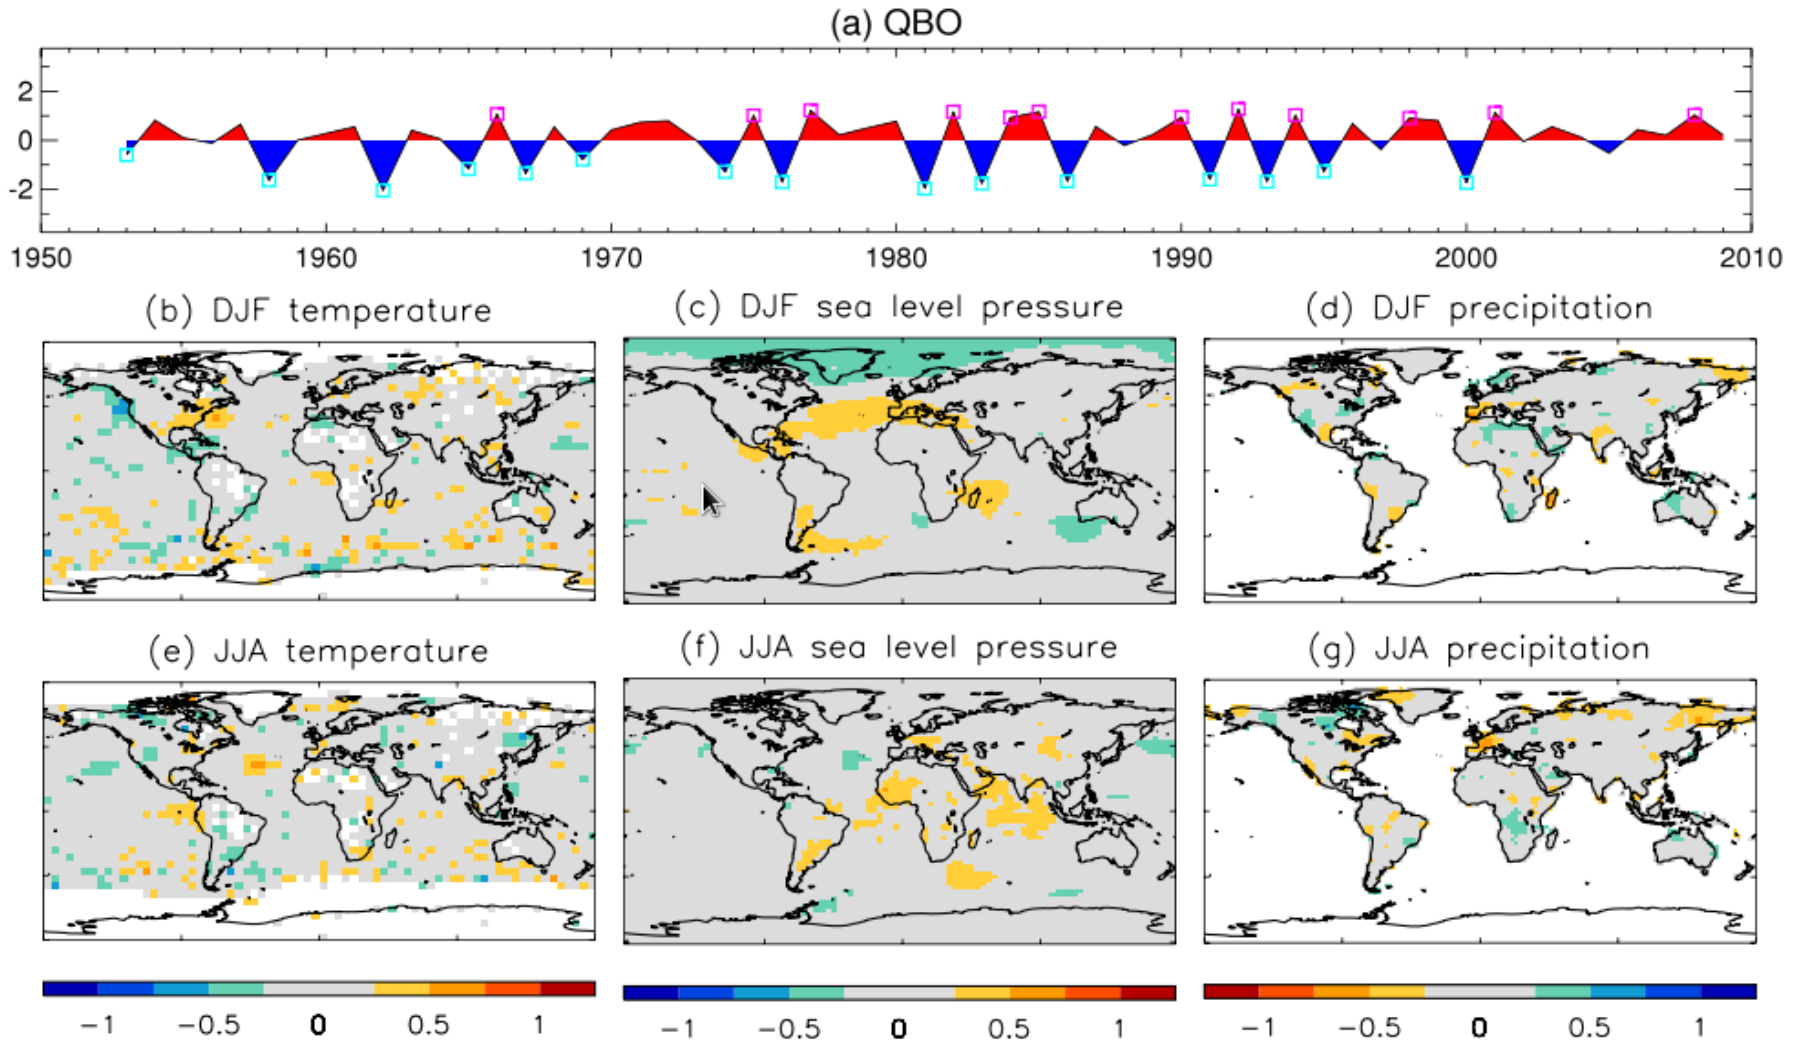 (a) QBO
2
0
-2
1950 1960 1970 1980 1990 2000 2010
(b) DJF temperature
(c) DJF sea level pressure
(d) DJF precipitation
(e) JJA temperature
(f) JJA sea level pressure
(g) JJA precipitation
−1 −0.5 0 0.5 1
−1 −0.5 0 0.5 1
−1 −0.5 0 0.5 1